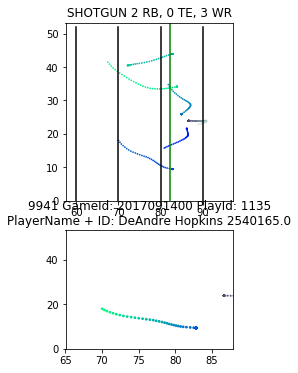 SHOTGUN 2 RB, 0 TE, 3 WR
50
40
30
20
10
0
60 70 80 90
9941 GameId: 2017091400 PlayId: 1135
PlayerName + ID: DeAndre Hopkins 2540165.0
40
20
0
65 70 75 80 85